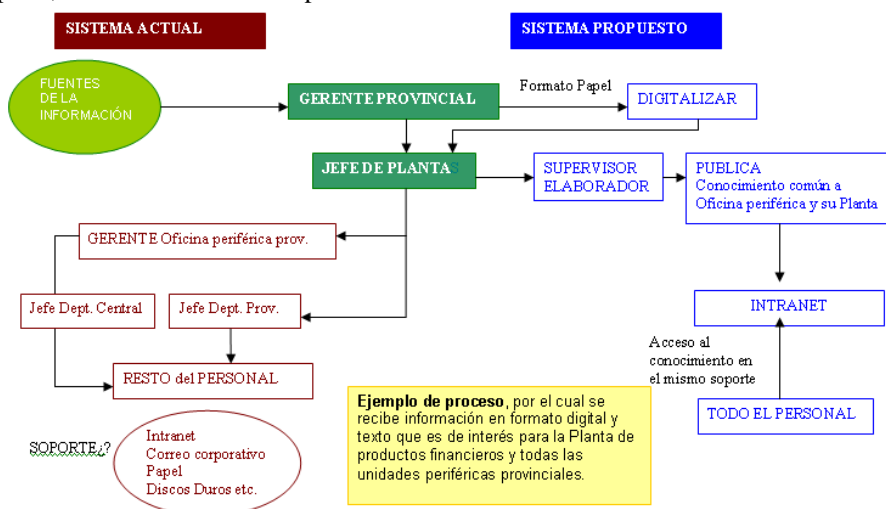 SISTEMA ACTUAL
SISTEMA PROPUESTO
FUENTES
DE LA
INFORMACIÓN
GERENTE PROVINCIAL
Formato Papel
DIGITALIZAR
JEFE DE PLANTAS
SUPERVISOR
ELABORADOR
PUBLICA
Conocimiento común a
Oficina periférica y su Planta
GERENTE Oficina periférica prov.
Jefe Dept. Central
Jefe Dept. Prov.
INTRANET
Acceso al
conocimiento en
el mismo soporte
RESTO del PERSONAL
TODO EL PERSONAL
Ejemplo de proceso, por el cual se
recibe información en formato digital y
texto que es de interés para la Planta de
productos financieros y todas las
unidades periféricas provinciales.
SOPORTE¿?
Intranet
Correo corporativo
Papel
Discos Duros etc.